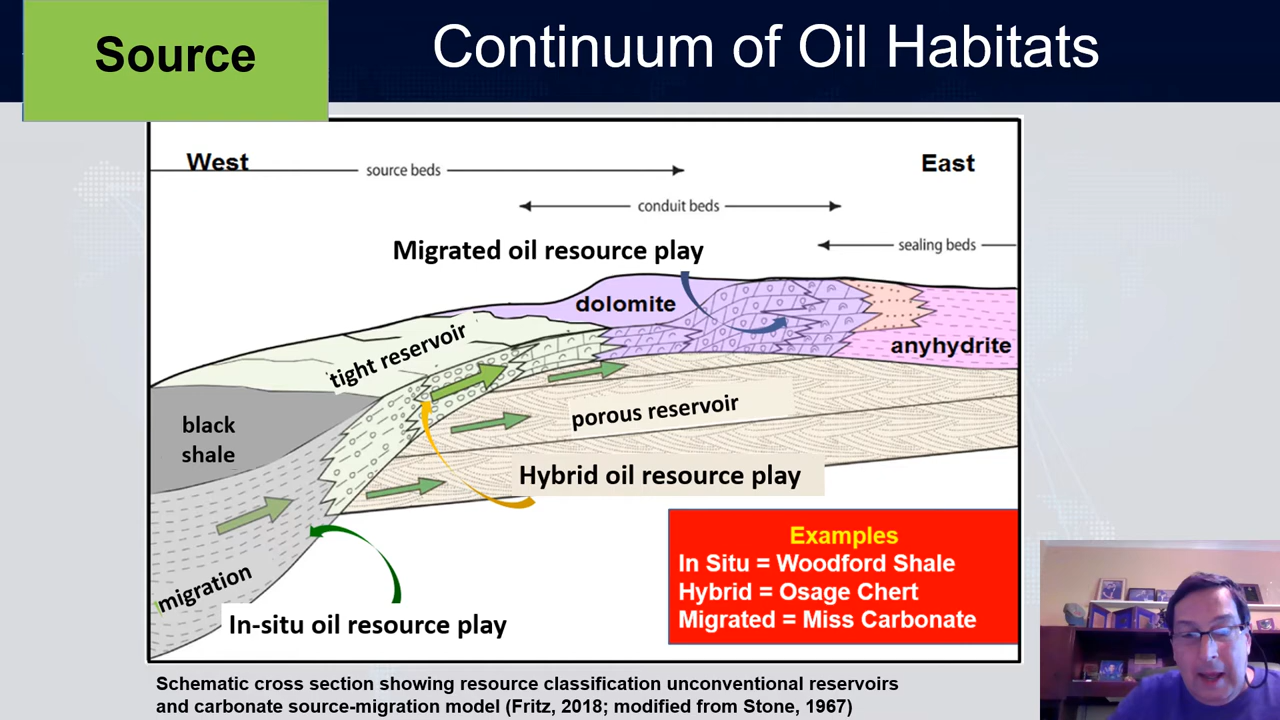 Source
Continuum of Oil Habitats
West
East
source beds
conduit beds
sealing beds
Migrated oil resource play
dolomite
tight reservoir
anyhydrite
black
shale
porous reservoir
Hybrid oil resource play
migration
In-situ oil resource play
Examples
In Situ = Woodford Shale
Hybrid = Osage Chert
Migrated = Miss Carbonate
Schematic cross section showing resource classification unconventional reservoirs
and carbonate source-migration model (Fritz, 2018; modified from Stone, 1967)